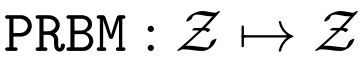 PRBM : 𝒵 ↦ 𝒵